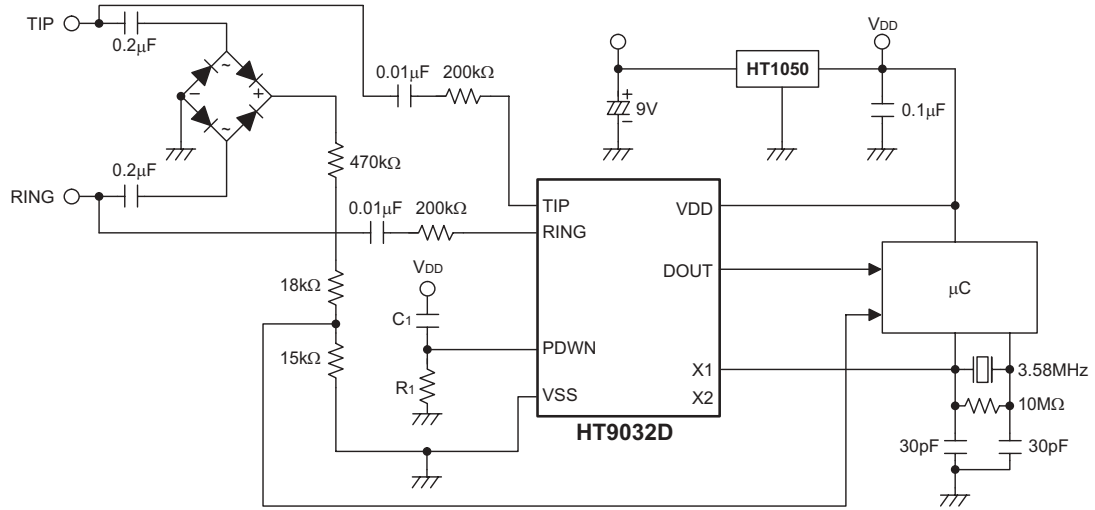 TIP
0.2μF
~
−
+
~
0.2μF
RING
0.01μF
200kΩ
470kΩ
0.01μF
200kΩ
18kΩ
15kΩ
VDD
C1
R1
TIP
RING
PDWN
VSS
VDD
DOUT
X1
X2
HT9032D
+
−
9V
HT1050
VDD
0.1μF
μC
3.58MHz
10MΩ
30pF
30pF